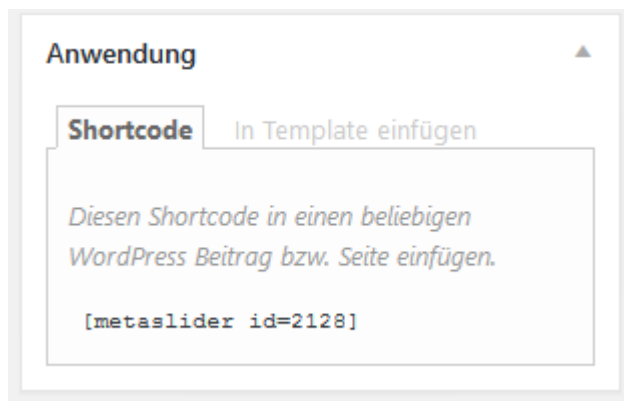 Anwendung
Shortcode In Template einfügen
Diesen Shortcode in einen beliebigen
WordPress Beitrag bzw. Seite einfügen.
[metaslider id=2128]